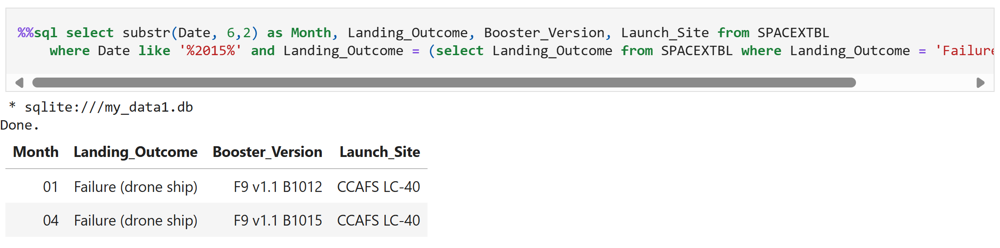 %%sql select substr(Date, 6,2) as Month, Landing_Outcome, Booster_Version, Launch_Site from SPACEXTBL
where Date like '%2015%' and Landing_Outcome = (select Landing_Outcome from SPACEXTBL where Landing_Outcome = 'Failure
* sqlite:///my_data1.db
Done.
Month Landing_Outcome Booster_Version Launch_Site
01 Failure (drone ship) F9 v1.1 B1012 CCAFS LC-40
04 Failure (drone ship) F9 v1.1 B1015 CCAFS LC-40